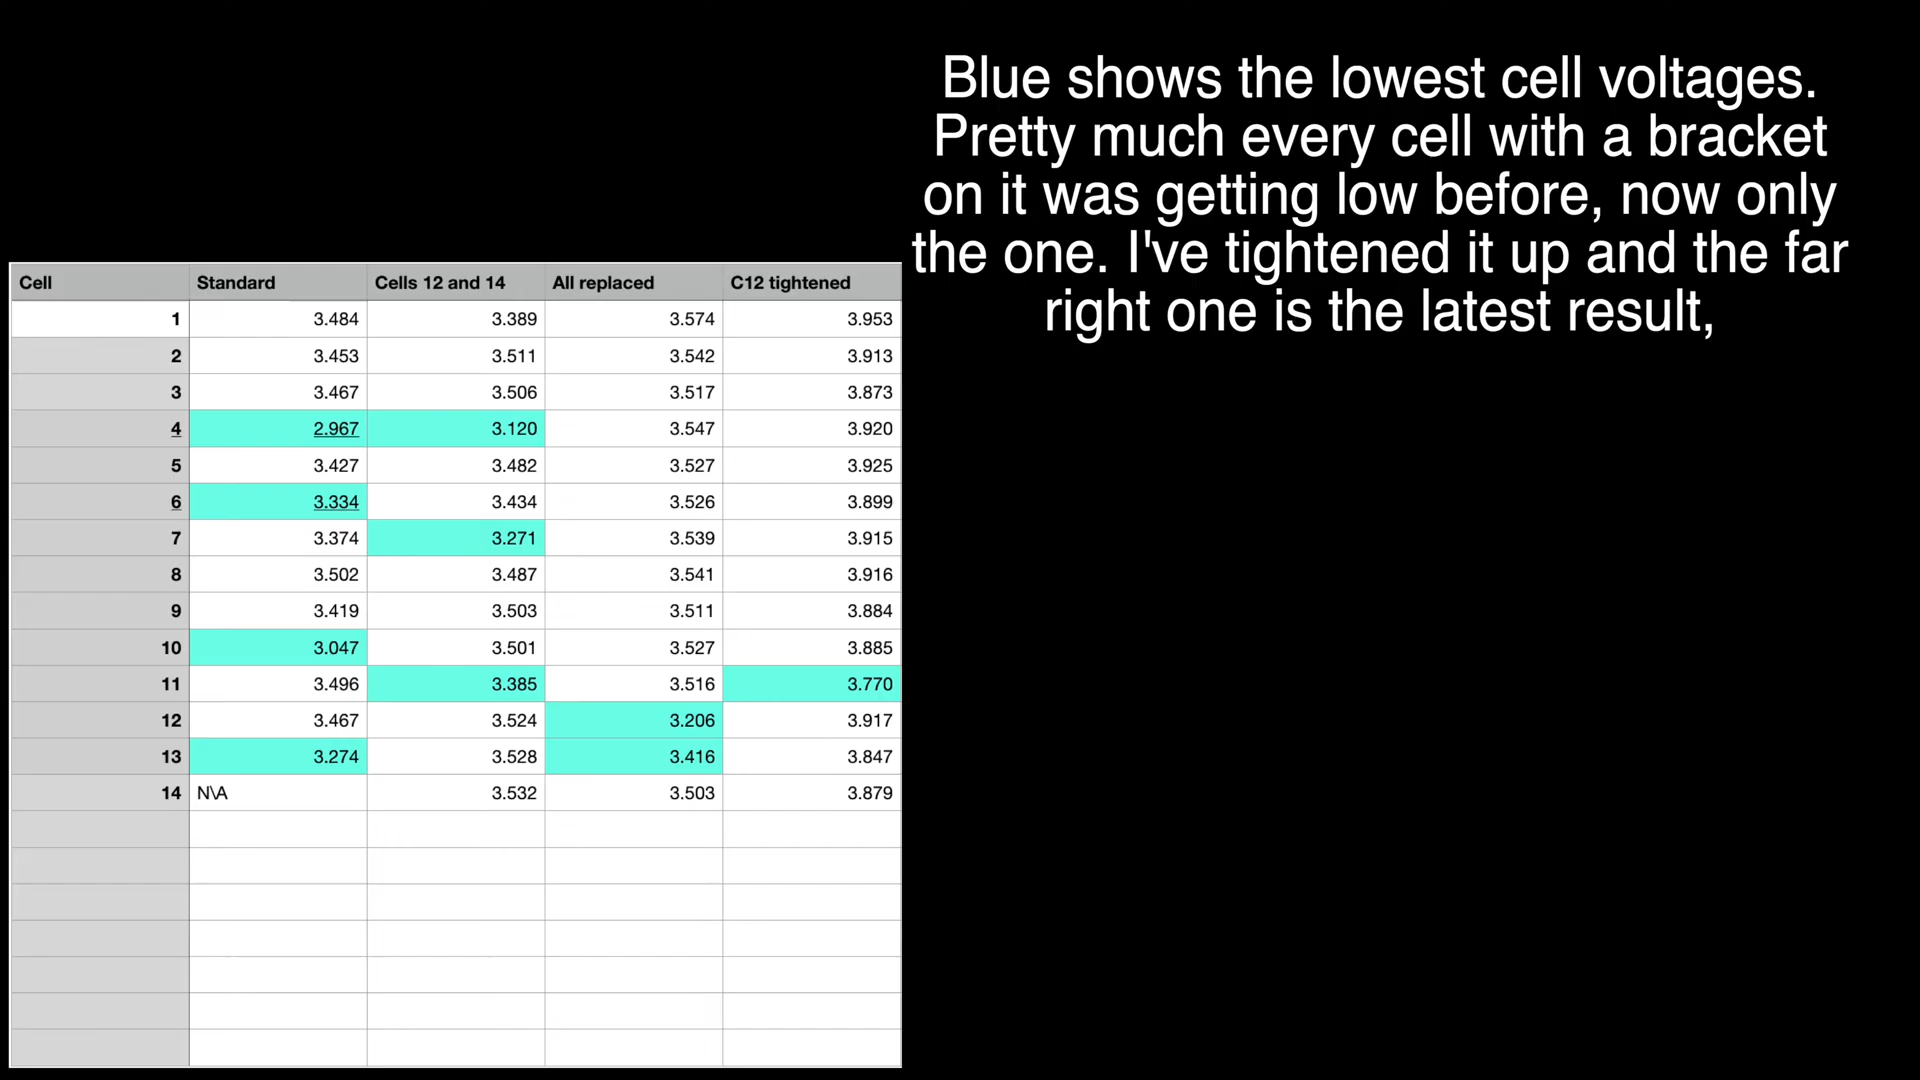 Blue shows the lowest cell voltages.
Pretty much every cell with a bracket
on it was getting low before, now only
the one. I've tightened it up and the far
right one is the latest result,
Cell Standard Cells 12 and 14 All replaced C12 tightened
1 3.484 3.389 3.574 3.953
2 3.453 3.511 3.542 3.913
3 3.467 3.506 3.517 3.873
4 2.967 3.120 3.547 3.920
5 3.427 3.482 3.527 3.925
6 3.334 3.434 3.526 3.899
7 3.374 3.271 3.539 3.915
8 3.502 3.487 3.541 3.916
9 3.419 3.503 3.511 3.884
10 3.047 3.501 3.527 3.885
11 3.496 3.385 3.516 3.770
12 3.467 3.524 3.206 3.917
13 3.274 3.528 3.416 3.847
14 N\A 3.532 3.503 3.879